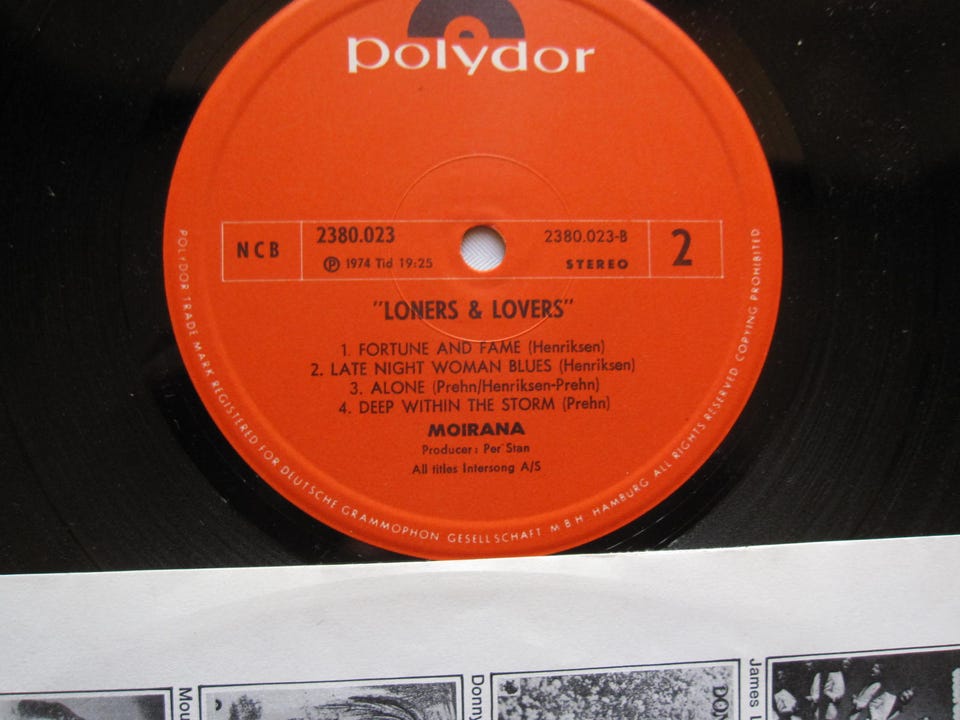 polydor
NCB
2380.023
℗ 1974 Tid 19:25
2380.023-B
STEREO
2
"LONERS & LOVERS"
1. FORTUNE AND FAME (Henriksen)
2. LATE NIGHT WOMAN BLUES (Henriksen)
3. ALONE (Prehn/Henriksen-Prehn)
4. DEEP WITHIN THE STORM (Prehn)
MOIRANA
Producer: Per Stan
All titles Intersong A/S
POLYDOR TRADE MARK REGISTERED FOR DEUTSCHE GRAMMOPHON GESELLSCHAFT M B H. HAMBURG ALL RIGHTS RESERVED COPYING PROHIBITED
Donny
James